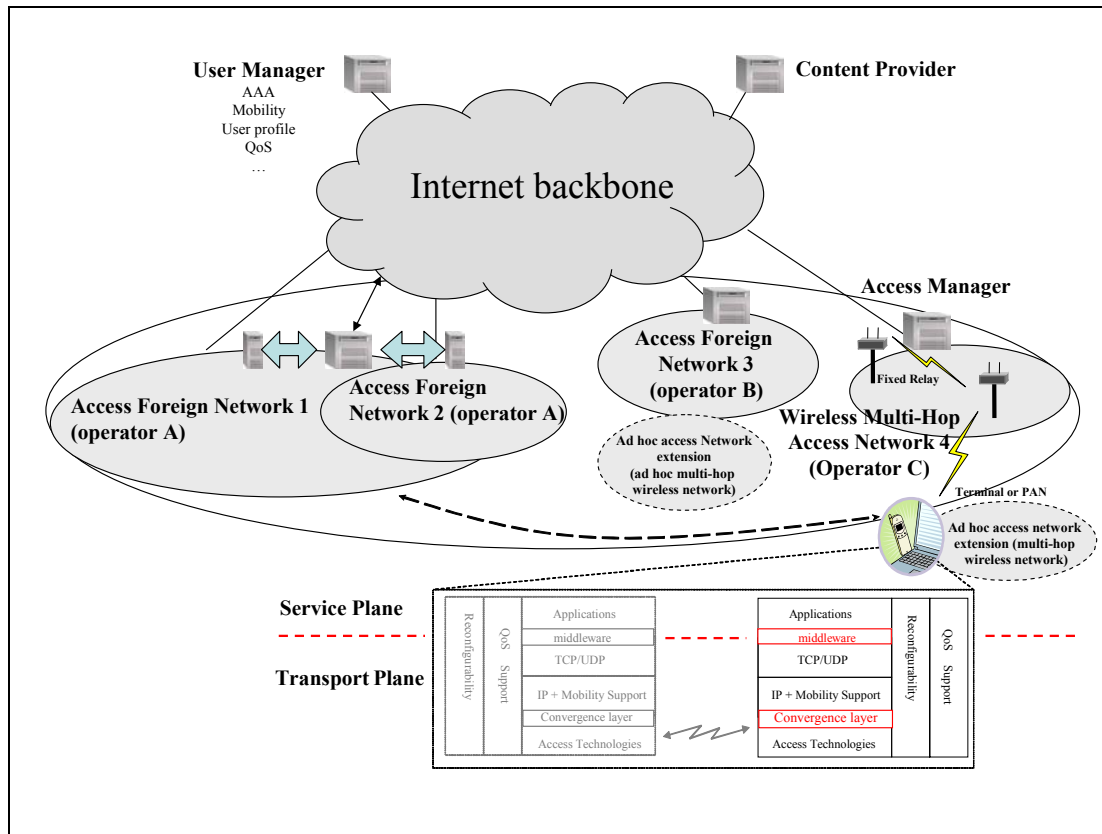 User Manager
AAA
Mobility
User profile
QoS
…
Content Provider
Internet backbone
Access Manager
Access Foreign Network 1
(operator A)
Access Foreign
Network 2 (operator A)
Access Foreign
Network 3
(operator B)
Fixed Relay
Wireless Multi-Hop
Access Network 4
(Operator C)
Ad hoc access Network
extension
(ad hoc multi-hop
wireless network)
Terminal or PAN
Ad hoc access network
extension (multi-hop
wireless network)
Service Plane
Transport Plane
Reconfigurability
QoS Support
Applications
middleware
TCP/UDP
IP + Mobility Support
Convergence layer
Access Technologies
Applications
middleware
TCP/UDP
IP + Mobility Support
Convergence layer
Access Technologies
Reconfigurability
QoS Support